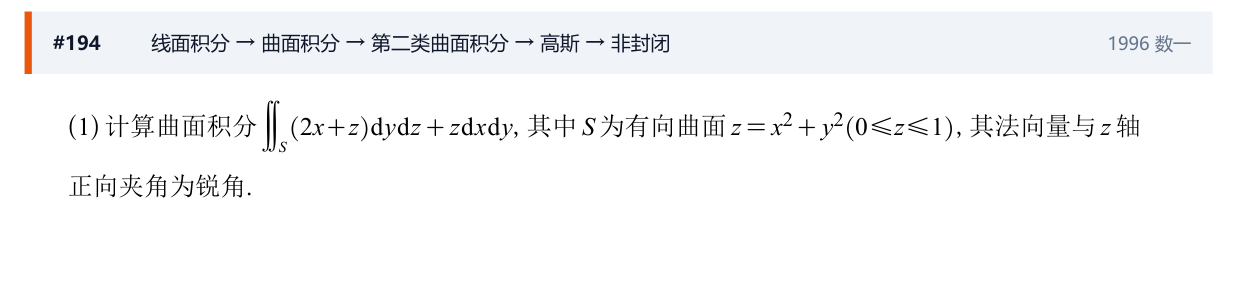 #194 线面积分 → 曲面积分 → 第二类曲面积分 → 高斯 → 非封闭 1996 数一
(1) 计算曲面积分∬_S (2x+z)dydz+zdxdy, 其中 S 为有向曲面 z=x²+y²(0⩽z⩽1), 其法向量与 z 轴
正向夹角为锐角.